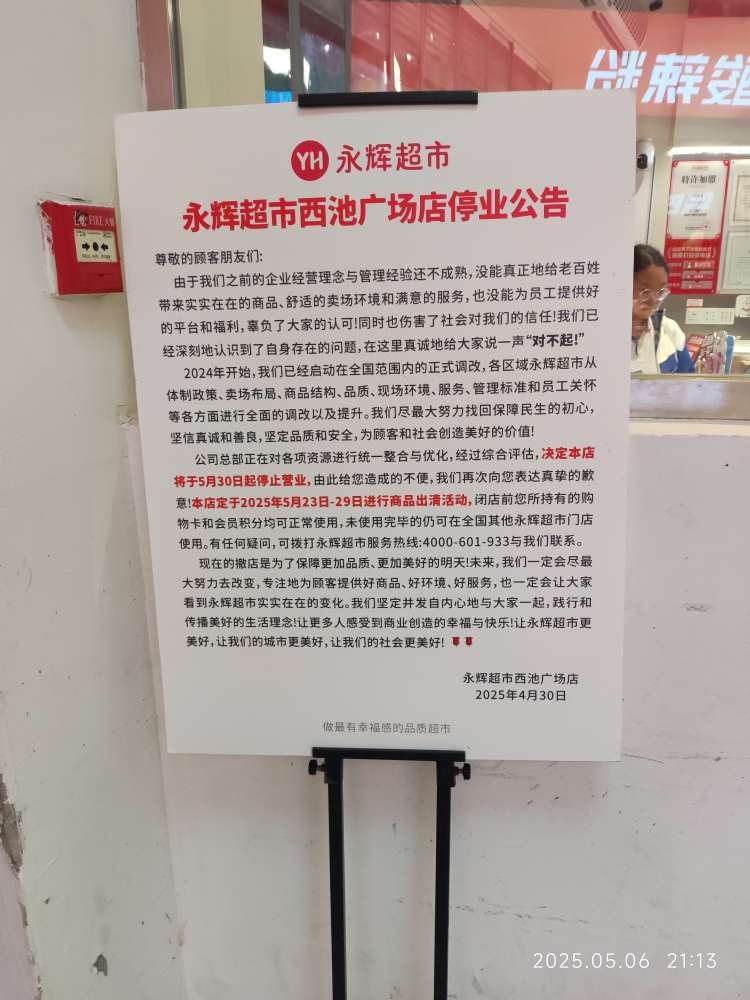 YH 永辉超市
永辉超市西池广场店停业公告
尊敬的顾客朋友们:
由于我们之前的企业经营理念与管理经验还不成熟,没能真正地给老百姓
带来实实在在的商品、舒适的卖场环境和满意的服务,也没能为员工提供好
的平台和福利,辜负了大家的认可!同时也伤害了社会对我们的信任!我们已
经深刻地认识到了自身存在的问题,在这里真诚地给大家说一声“对不起!”
2024年开始,我们已经启动在全国范围内的正式调改,各区域永辉超市从
体制政策、卖场布局、商品结构、品质、现场环境、服务、管理标准和员工关怀
等各方面进行全面的调改以及提升。我们尽最大努力找回保障民生的初心,
坚信真诚和善良,坚定品质和安全,为顾客和社会创造美好的价值!
公司总部正在对各项资源进行统一整合与优化,经过综合评估,决定本店
将于5月30日起停止营业,由此给您造成的不便,我们再次向您表达真挚的歉
意!本店定于2025年5月23日-29日进行商品出清活动,闭店前您所持有的购
物卡和会员积分均可正常使用,未使用完毕的仍可在全国其他永辉超市门店
使用。有任何疑问,可拨打永辉超市服务热线:4000-601-933与我们联系。
现在的撤店是为了保障更加品质、更加美好的明天!未来,我们一定会尽最
大努力去改变,专注地为顾客提供好商品、好环境、好服务,也一定会让大家
看到永辉超市实实在在的变化。我们坚定并发自内心地与大家一起,践行和
传播美好的生活理念!让更多人感受到商业创造的幸福与快乐!让永辉超市更
美好,让我们的城市更美好,让我们的社会更美好!
永辉超市西池广场店
2025年4月30日
做最有幸福感的品质超市
FIRE 火警
特许加盟
2025.05.06 21:13